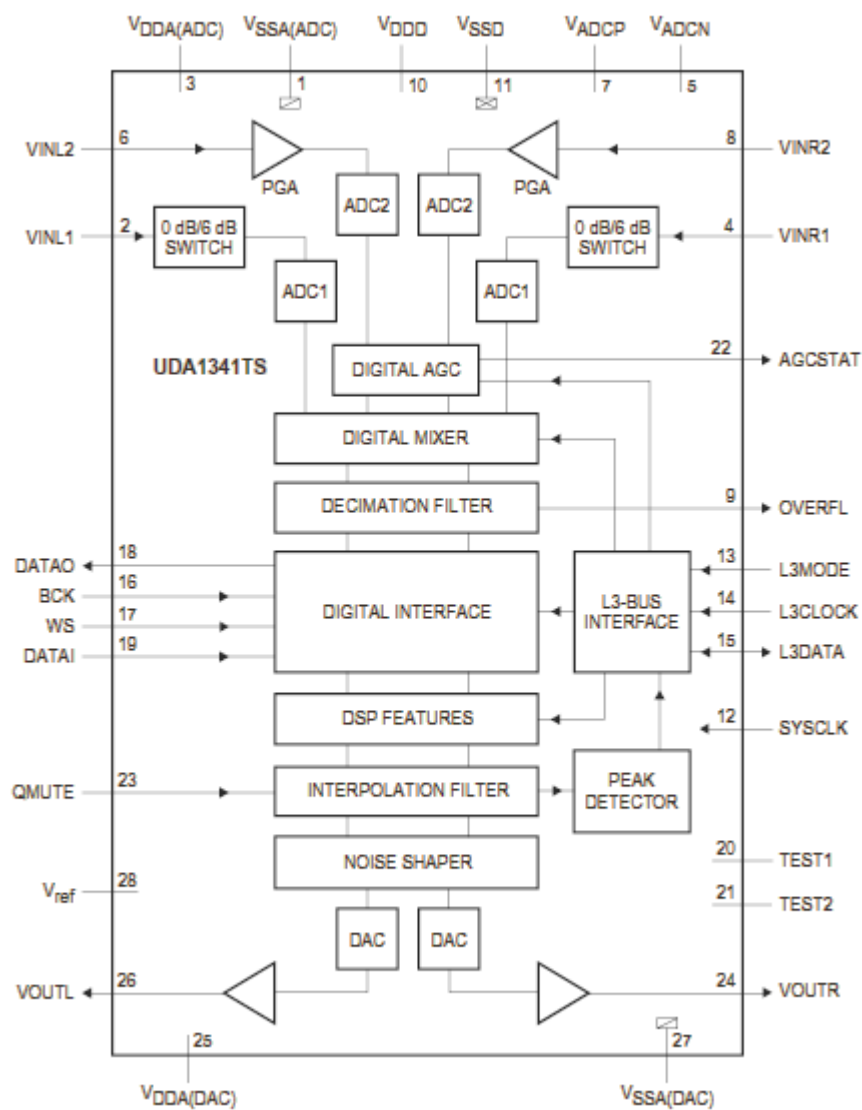 VDDA(ADC) VSSA(ADC) VDDD VSSD VADCP VADCN
3 1 10 11 7 5
VINL2 6 8 VINR2
PGA PGA
ADC2 ADC2
VINL1 2 0 dB/6 dB SWITCH 0 dB/6 dB SWITCH 4 VINR1
ADC1 ADC1
UDA1341TS
DIGITAL AGC 22 AGCSTAT
DIGITAL MIXER
DECIMATION FILTER 9 OVERFL
DATAO 18
BCK 16
WS 17
DATAI 19
DIGITAL INTERFACE
L3-BUS
INTERFACE
13 L3MODE
14 L3CLOCK
15 L3DATA
DSP FEATURES
12 SYSCLK
QMUTE 23 INTERPOLATION FILTER
PEAK
DETECTOR
NOISE SHAPER
20 TEST1
Vref 28
21 TEST2
DAC DAC
VOUTL 26 24 VOUTR
25 27
VDDA(DAC) VSSA(DAC)